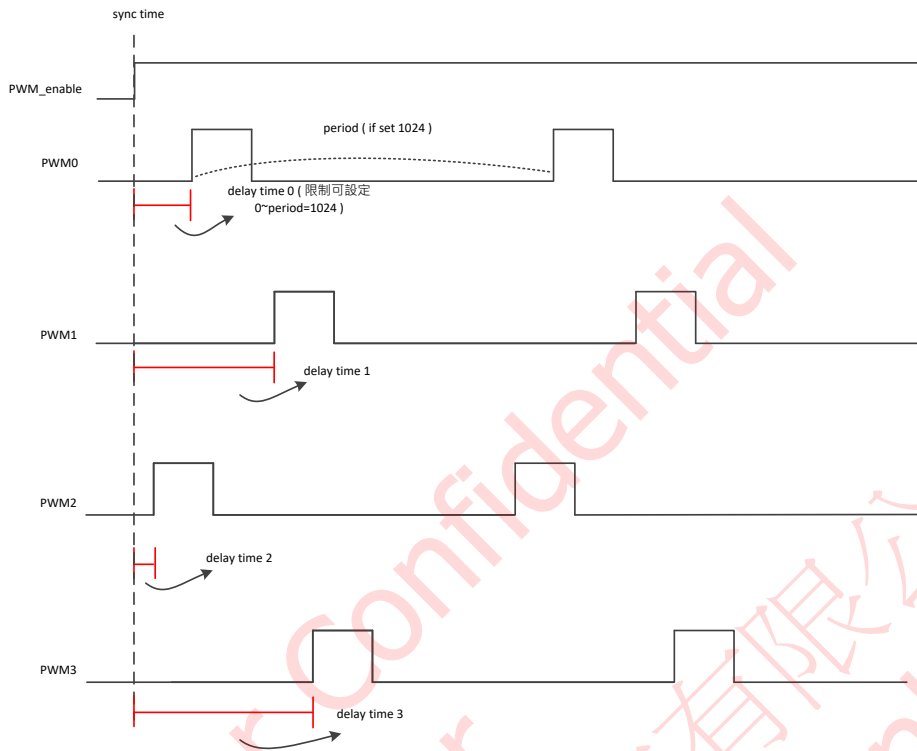 sync time
PWM_enable
period ( if set 1024 )
PWM0
delay time 0 ( 限制可設定
0~period=1024 )
PWM1
delay time 1
PWM2
delay time 2
PWM3
delay time 3
r Confidential
有限公